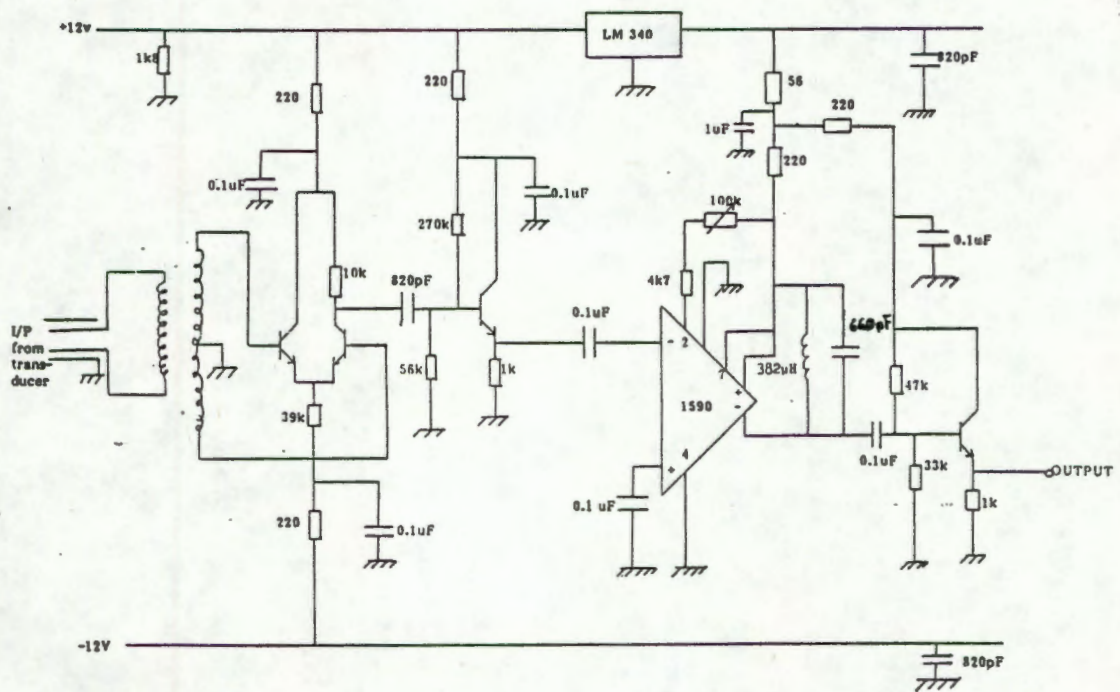 +12v
LM 340
1k8
220
220
56
820pF
220
1uF
220
0.1uF
0.1uF
100k
270k
0.1uF
10k
820pF
4k7
I/P
from
trans-
ducer
0.1uF
- 2
660pF
56k
1k
382uH
47k
39k
1590
+
-
0.1uF
4
+
33k
OUTPUT
220
0.1uF
0.1 uF
1k
-12V
820pF